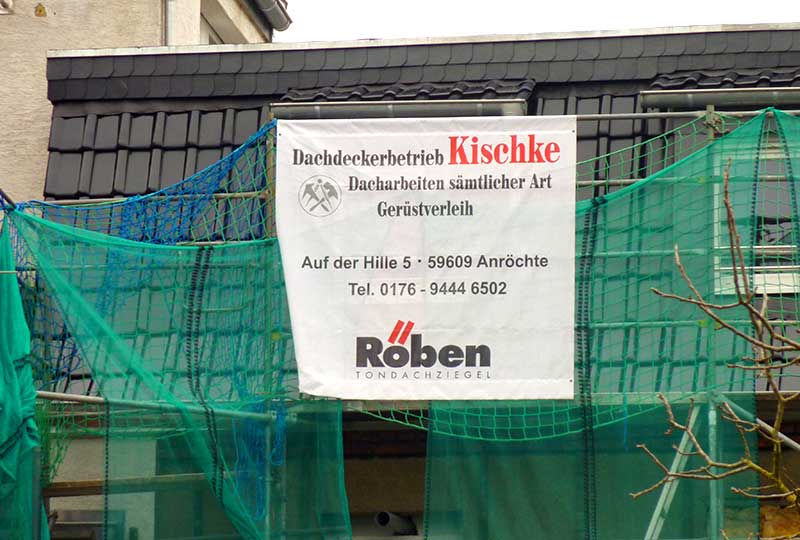 Dachdeckerbetrieb Kischke
Dacharbeiten sämtlicher Art
Gerüstverleih
Auf der Hille 5 · 59609 Anröchte
Tel. 0176 - 9444 6502
Röben
TONDACHZIEGEL